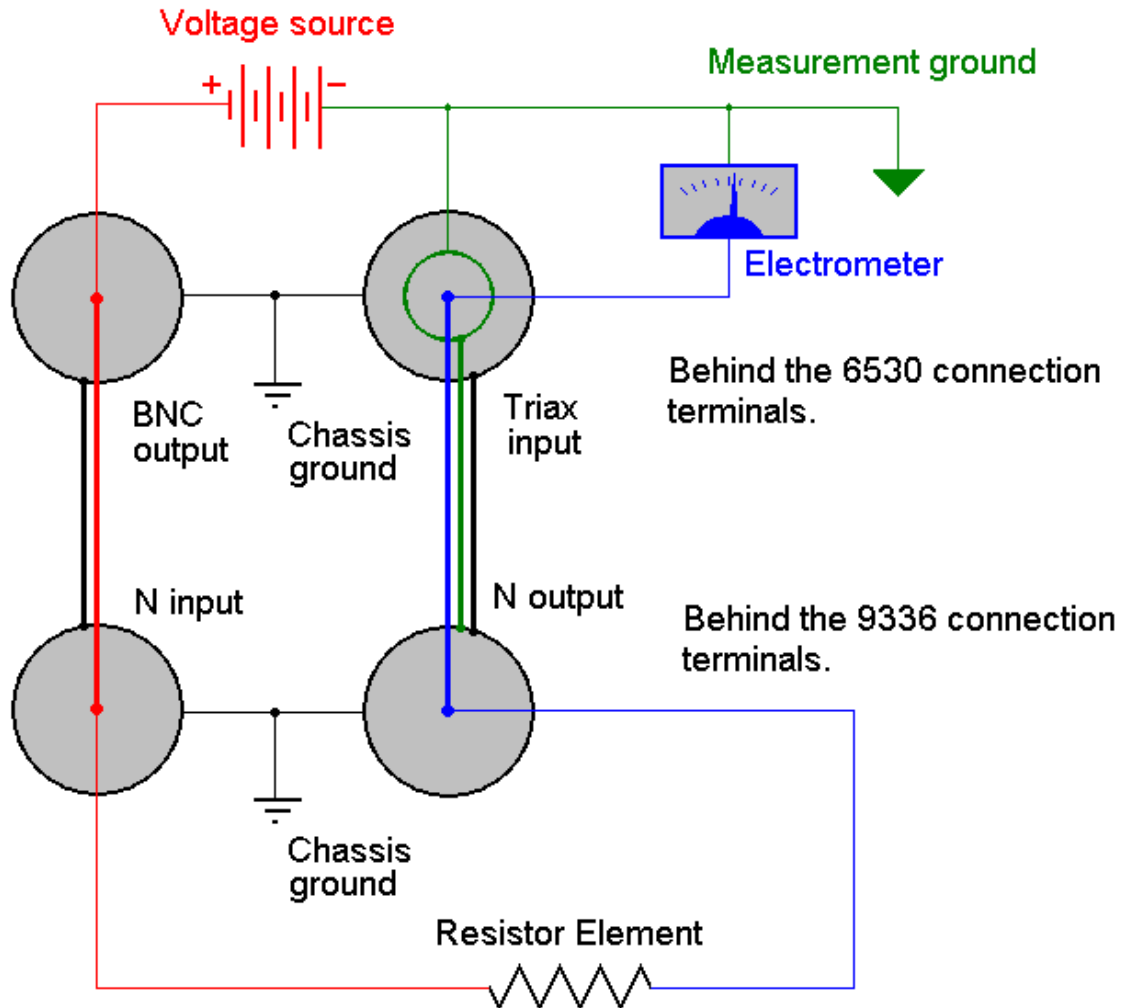 Voltage source
+ −
Measurement ground
Electrometer
Behind the 6530 connection
terminals.
BNC
output
Chassis
ground
Triax
input
N input
N output
Behind the 9336 connection
terminals.
Chassis
ground
Resistor Element